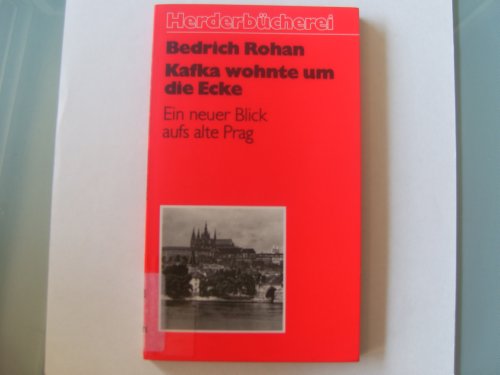 Herderbücherei
Bedrich Rohan
Kafka wohnte um
die Ecke
Ein neuer Blick
aufs alte Prag